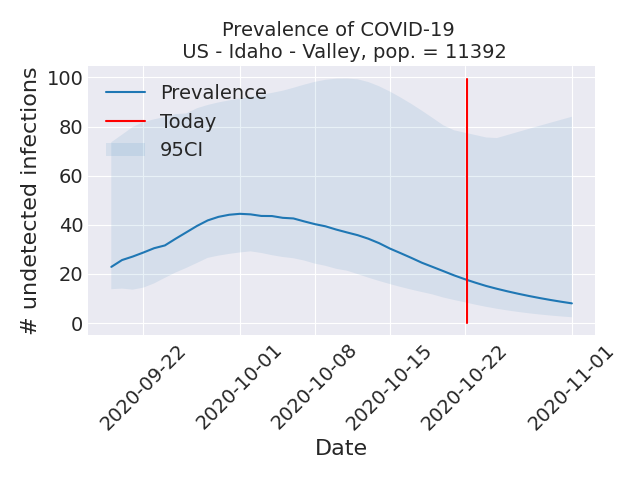 Prevalence of COVID-19
US - Idaho - Valley, pop. = 11392
# undetected infections
100
80
60
40
20
0
Prevalence
Today
95CI
2020-09-22
2020-10-01
2020-10-08
2020-10-15
2020-10-22
2020-11-01
Date